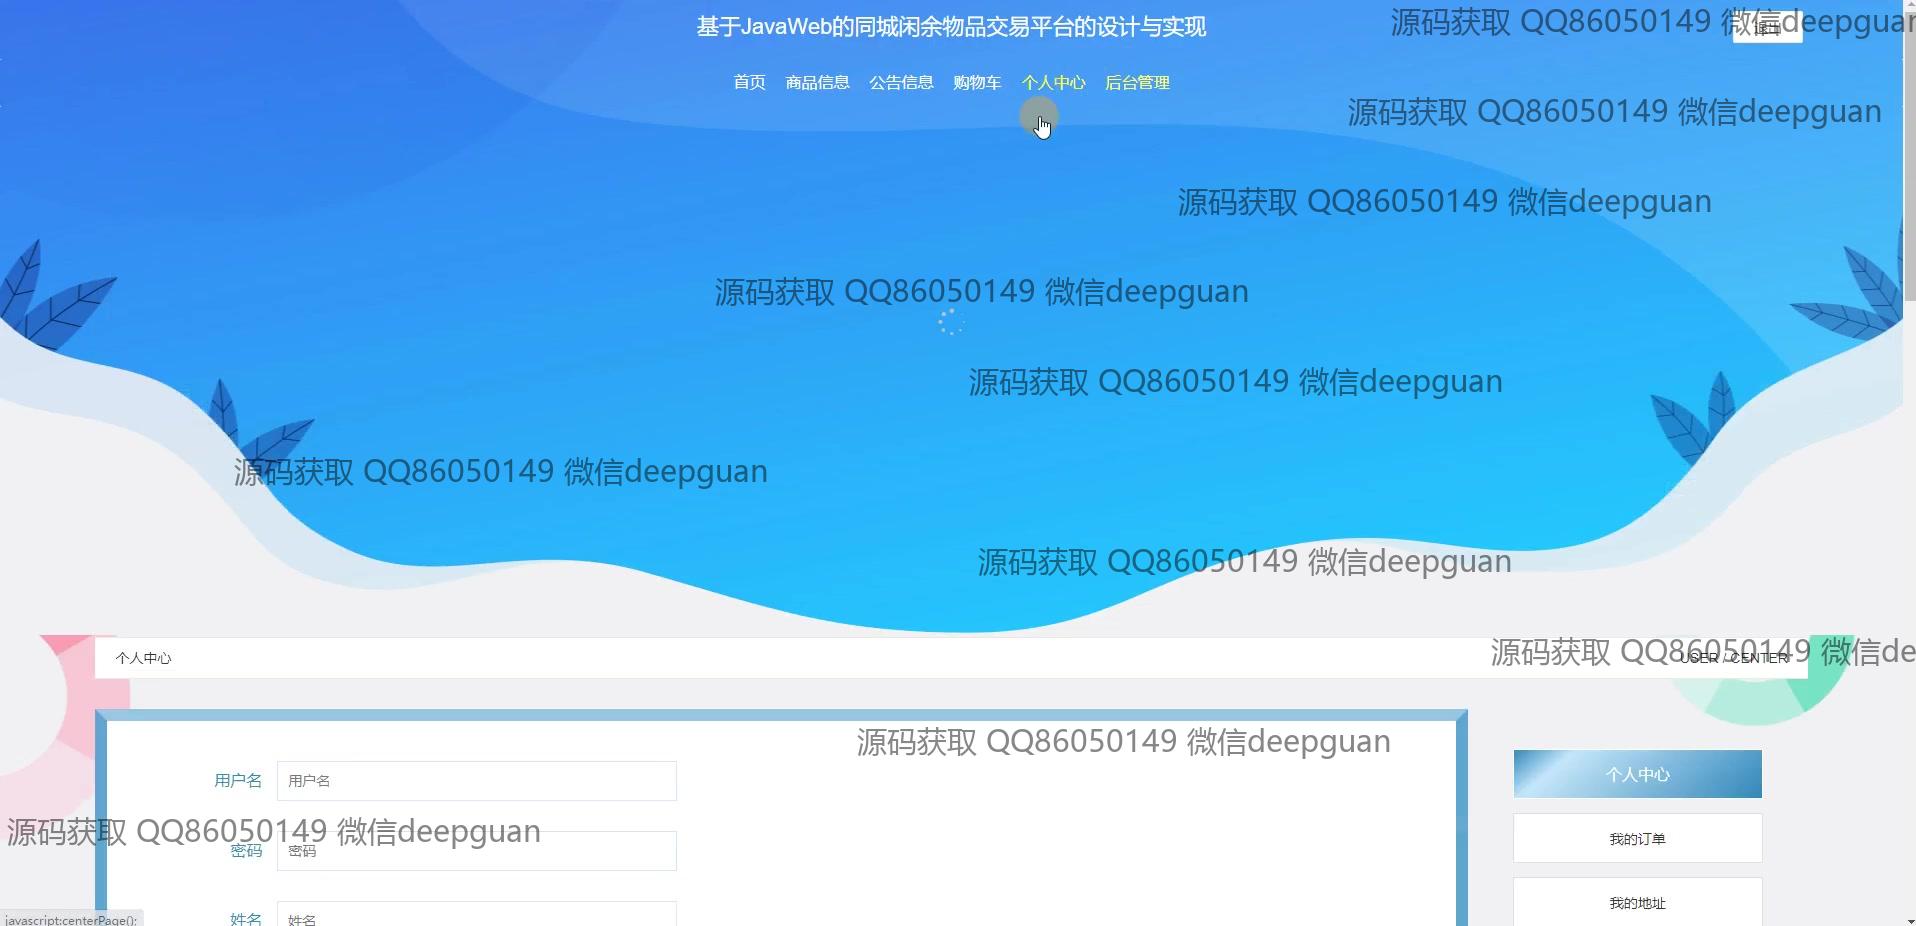 基于JavaWeb的同城闲余物品交易平台的设计与实现
源码获取 QQ86050149 微信deepguan
退出
首页 商品信息 公告信息 购物车 个人中心 后台管理
源码获取 QQ86050149 微信deepguan
源码获取 QQ86050149 微信deepguan
源码获取 QQ86050149 微信deepguan
源码获取 QQ86050149 微信deepguan
源码获取 QQ86050149 微信deepguan
源码获取 QQ86050149 微信deepguan
个人中心
USER / CENTER
源码获取 QQ86050149 微信de
源码获取 QQ86050149 微信deepguan
用户名 用户名
个人中心
源码获取 QQ86050149 微信deepguan
密码 密码
我的订单
我的地址
姓名 姓名
javascript:centerPage();